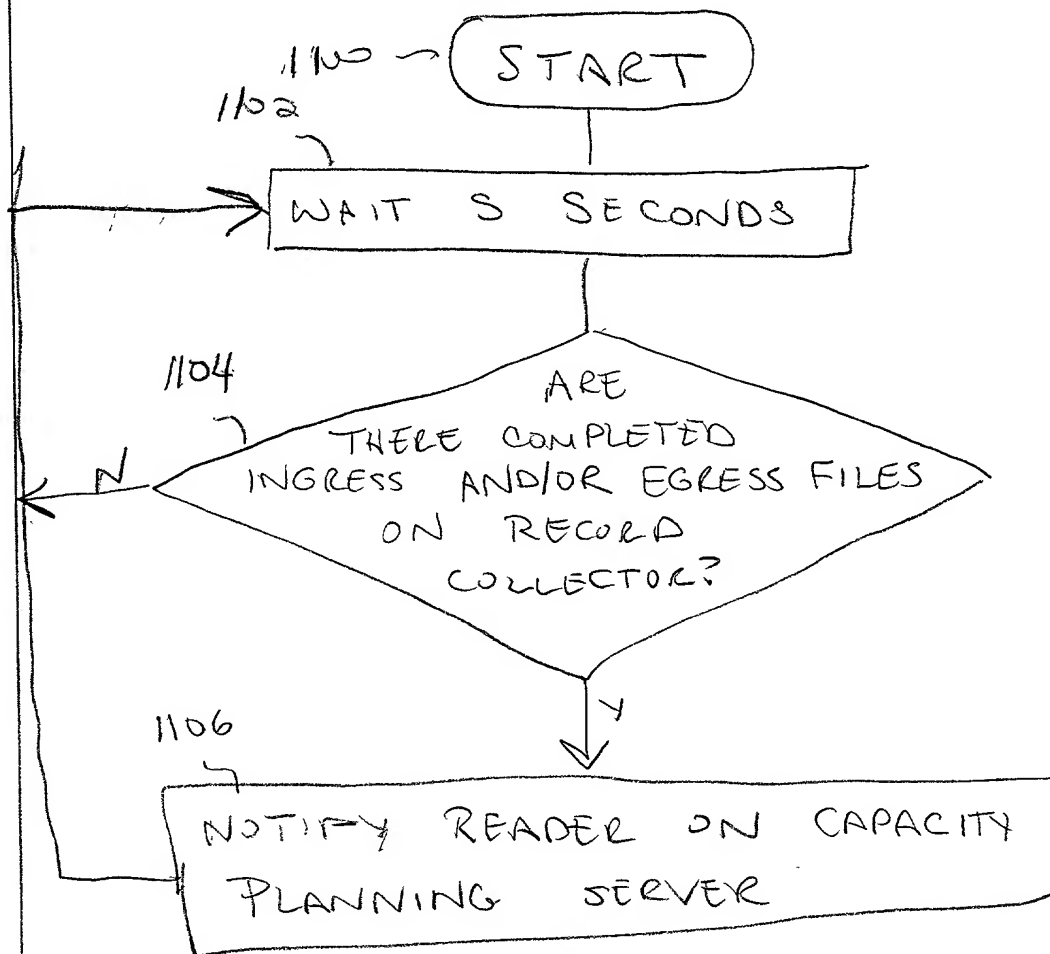 1100
START
1102
WAIT S SECONDS
1104
ARE
THERE COMPLETED
INGRESS AND/OR EGRESS FILES
ON RECORD
COLLECTOR?
N
Y
1106
NOTIFY READER ON CAPACITY
PLANNING SERVER